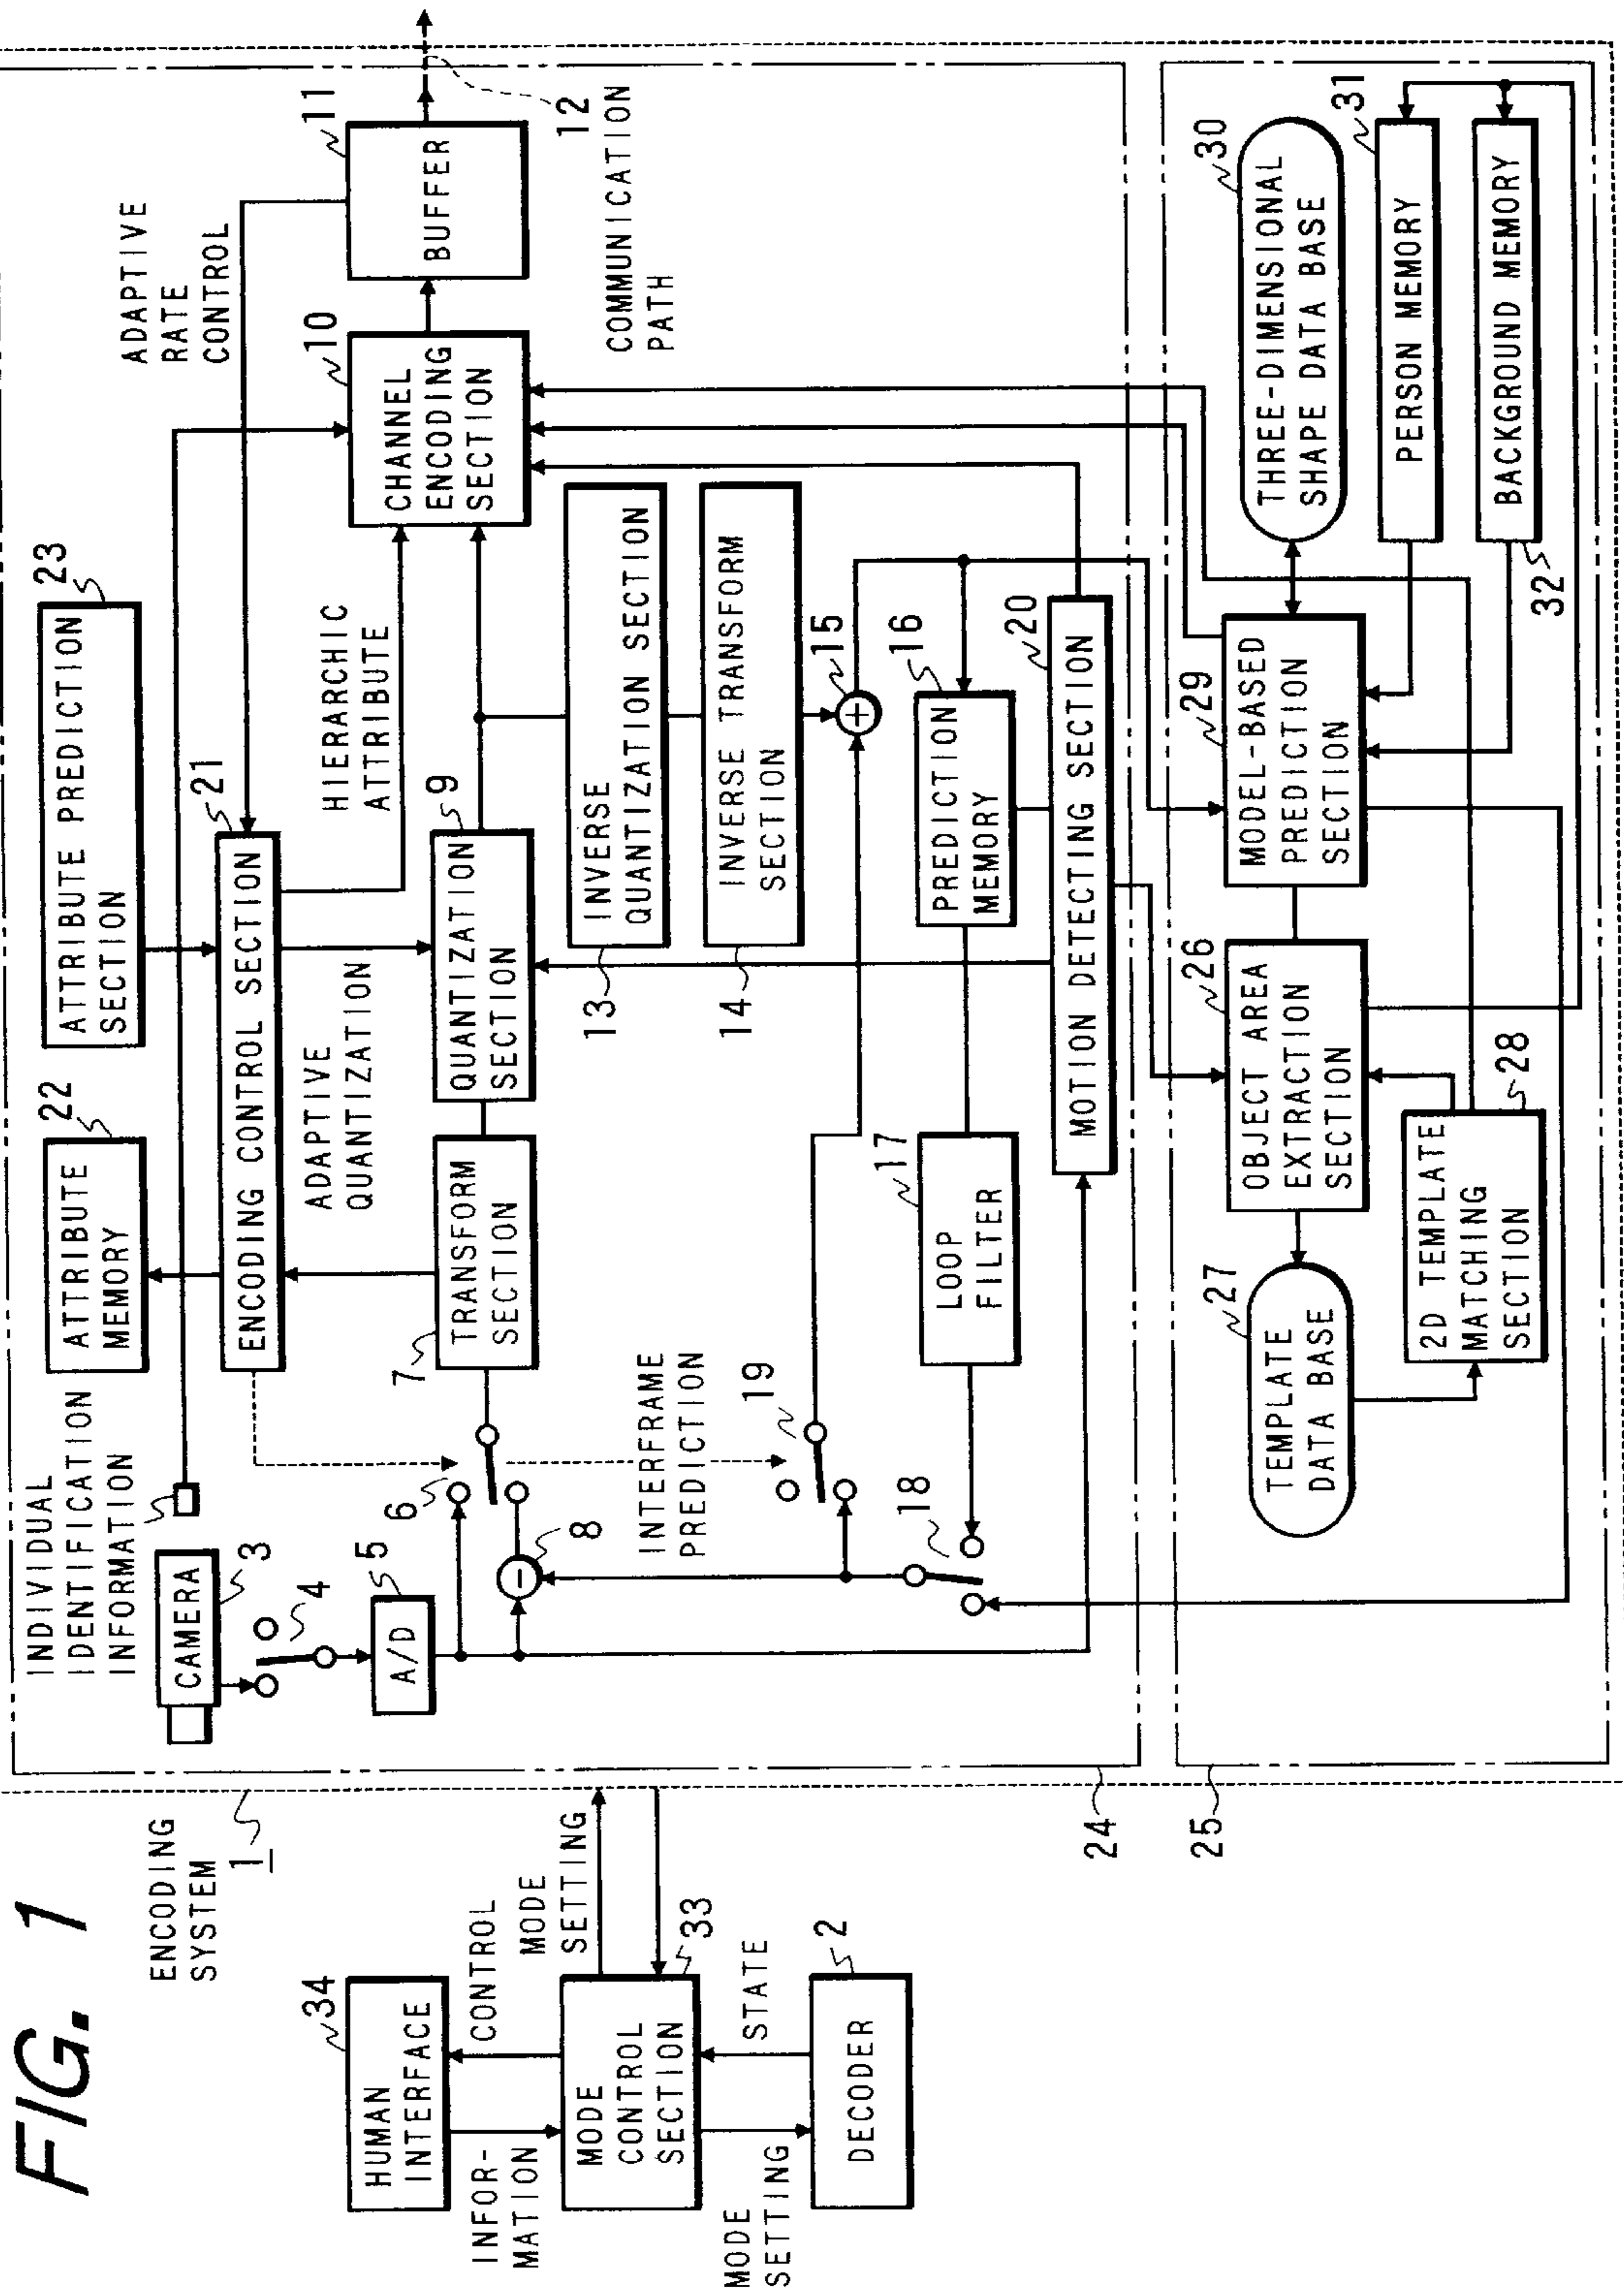 FIG. 1
ENCODING
SYSTEM
1
34
HUMAN
INTERFACE
INFOR-
MATION
CONTROL
MODE
SETTING
MODE
CONTROL
SECTION
33
MODE
SETTING
STATE
DECODER
2
24
25
INDIVIDUAL
IDENTIFICATION
INFORMATION
CAMERA
3
4
A/D
5
6
8
ATTRIBUTE
MEMORY
22
ATTRIBUTE PREDICTION
SECTION
23
ENCODING CONTROL SECTION
21
ADAPTIVE
RATE
CONTROL
ADAPTIVE
QUANTIZATION
HIERARCHIC
ATTRIBUTE
7
TRANSFORM
SECTION
QUANTIZATION
SECTION
9
CHANNEL
ENCODING
SECTION
10
BUFFER
11
12
COMMUNICATION
PATH
INVERSE
QUANTIZATION SECTION
13
INVERSE TRANSFORM
SECTION
14
INTERFRAME
PREDICTION
19
18
+
15
-
PREDICTION
MEMORY
16
LOOP
FILTER
17
MOTION DETECTING SECTION
20
TEMPLATE
DATA BASE
27
OBJECT AREA
EXTRACTION
SECTION
26
2D TEMPLATE
MATCHING
SECTION
28
MODEL-BASED
PREDICTION
SECTION
29
THREE-DIMENSIONAL
SHAPE DATA BASE
30
PERSON MEMORY
31
BACKGROUND MEMORY
32